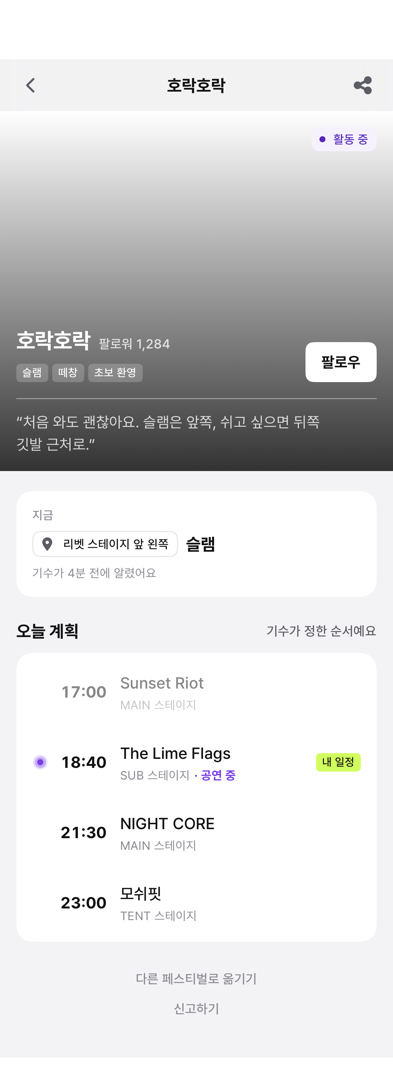 호락호락
활동 중
호락호락 팔로워 1,284
슬램 떼창 초보 환영
팔로우
“처음 와도 괜찮아요. 슬램은 앞쪽, 쉬고 싶으면 뒤쪽
깃발 근처로.”
지금
리벳 스테이지 앞 왼쪽 슬램
기수가 4분 전에 알렸어요
오늘 계획 기수가 정한 순서예요
17:00 Sunset Riot
MAIN 스테이지
18:40 The Lime Flags 내 일정
SUB 스테이지 · 공연 중
21:30 NIGHT CORE
MAIN 스테이지
23:00 모쉬핏
TENT 스테이지
다른 페스티벌로 옮기기
신고하기